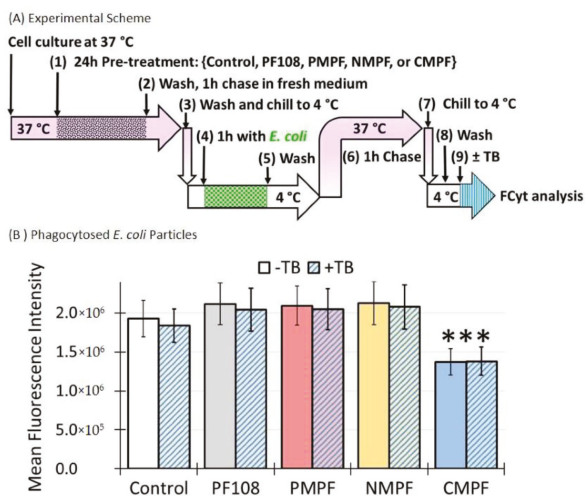 (A) Experimental Scheme
Cell culture at 37 °C
(1) 24h Pre-treatment: {Control, PF108, PMPF, NMPF, or CMPF}
(2) Wash, 1h chase in fresh medium
(3) Wash and chill to 4 °C
(7) Chill to 4 °C
37 °C
(4) 1h with E. coli
37 °C
(8) Wash
(5) Wash
(6) 1h Chase
(9) ± TB
4 °C
4 °C
FCyt analysis
(B ) Phagocytosed E. coli Particles
-TB
+TB
Mean Fluorescence Intensity
2.0×10⁶
1.5×10⁶
1.0×10⁶
5.0×10⁵
0.0
***
Control
PF108
PMPF
NMPF
CMPF